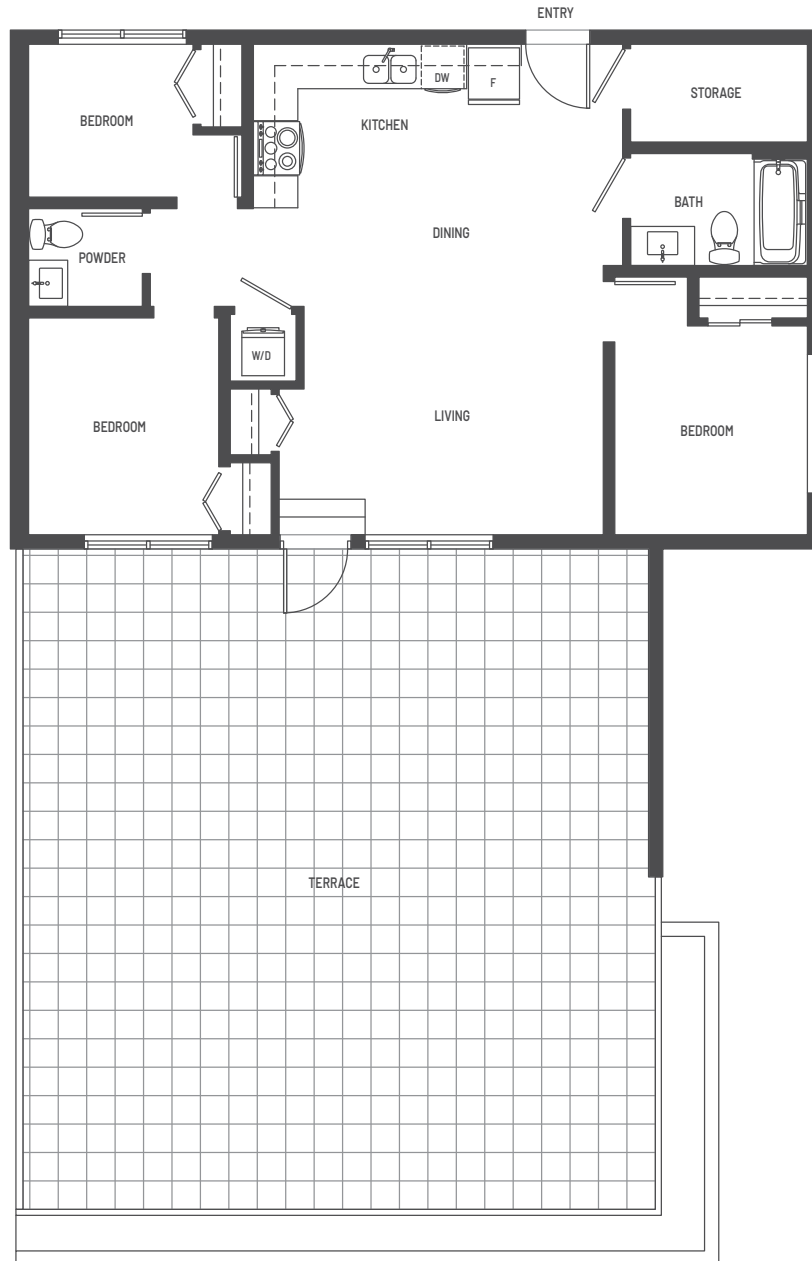 ENTRY
DW
F
STORAGE
BEDROOM
KITCHEN
BATH
DINING
POWDER
W/D
LIVING
BEDROOM
BEDROOM
TERRACE